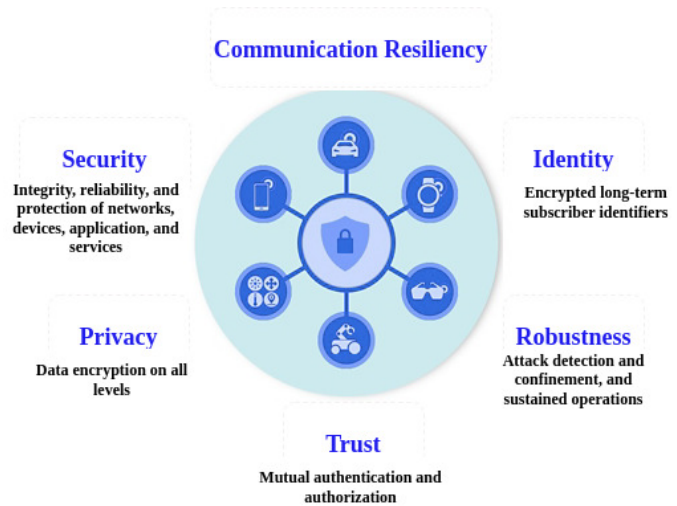 Communication Resiliency
Security
Integrity, reliability, and
protection of networks,
devices, application, and
services
Identity
Encrypted long-term
subscriber identifiers
Privacy
Data encryption on all
levels
Robustness
Attack detection and
confinement, and
sustained operations
Trust
Mutual authentication and
authorization